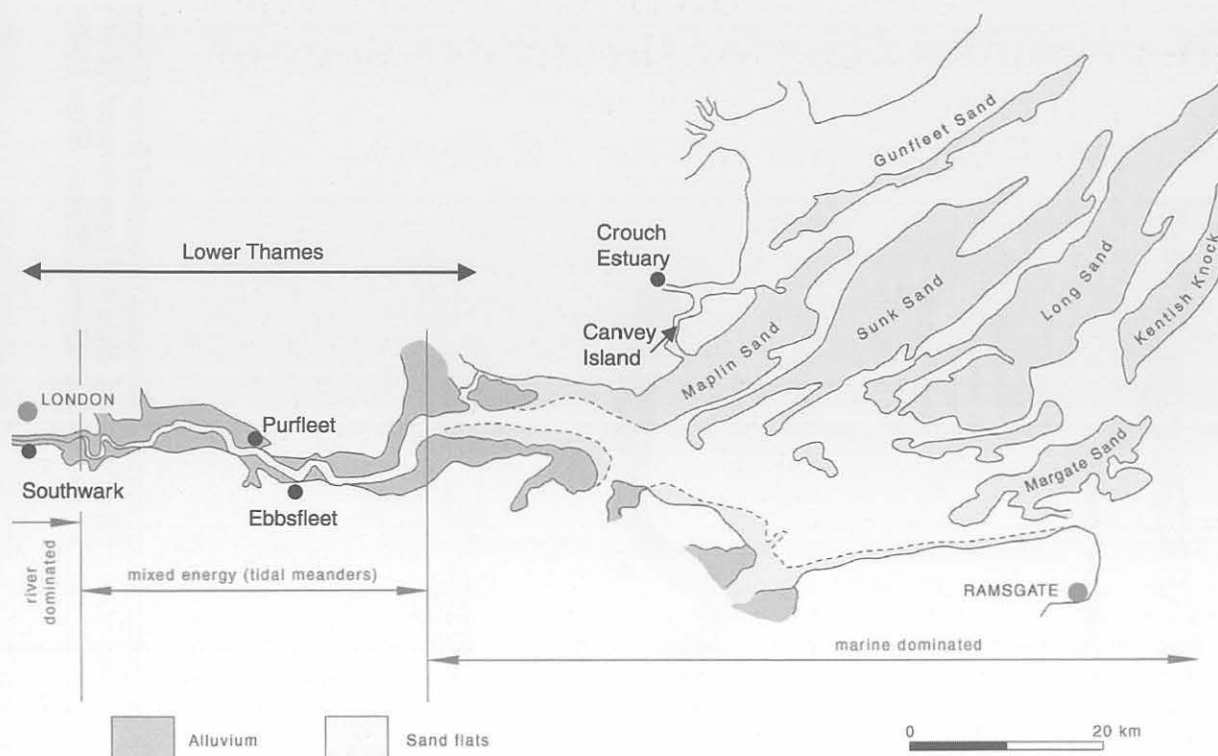 Gunfleet Sand
Lower Thames
Crouch
Estuary
Canvey
Island
Maplin Sand
Sunk Sand
Long Sand
Kentish Knock
LONDON
Purfleet
Southwark
Ebbsfleet
Margate Sand
river
dominated
mixed energy (tidal meanders)
RAMSGATE
marine dominated
Alluvium
Sand flats
0
20 km